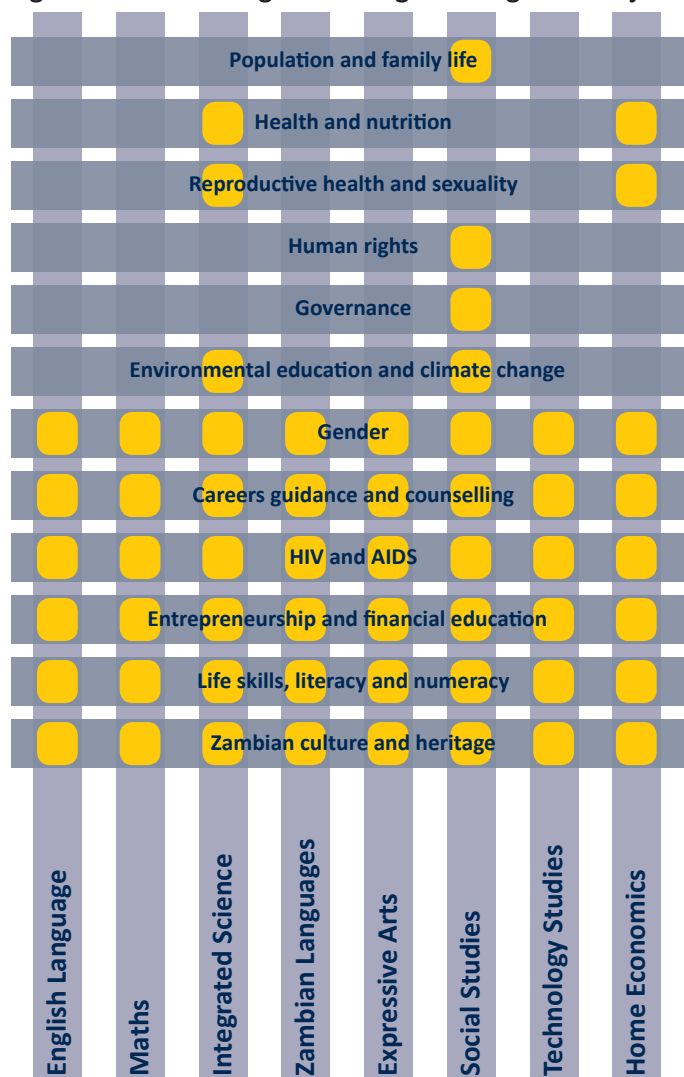 Population and family life
Health and nutrition
Reproductive health and sexuality
Human rights
Governance
Environmental education and climate change
Gender
Careers guidance and counselling
HIV and AIDS
Entrepreneurship and financial education
Life skills, literacy and numeracy
Zambian culture and heritage
English Language
Maths
Integrated Science
Zambian Languages
Expressive Arts
Social Studies
Technology Studies
Home Economics